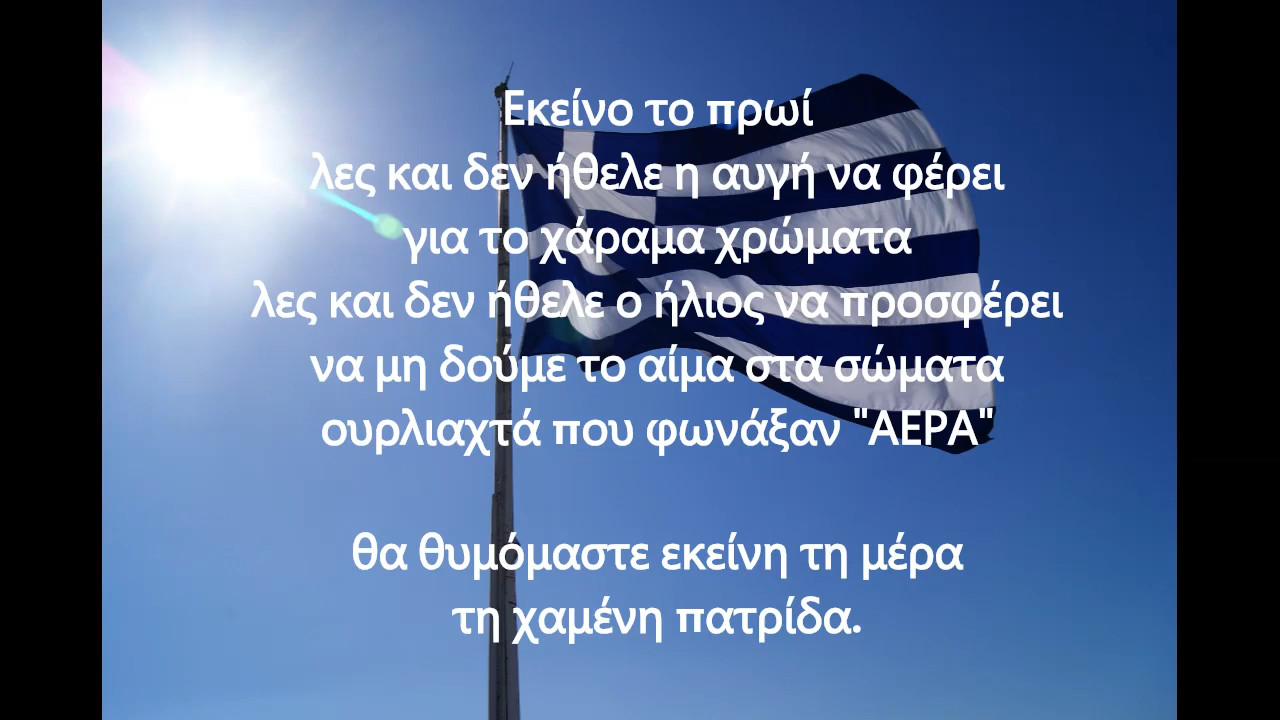 Εκείνο το πρωί
λες και δεν ήθελε η αυγή να φέρει
για το χάραμα χρώματα
λες και δεν ήθελε ο ήλιος να προσφέρει
να μη δούμε το αίμα στα σώματα
ουρλιαχτά που φωνάξαν "ΑΕΡΑ"
θα θυμόμαστε εκείνη τη μέρα
τη χαμένη πατρίδα.